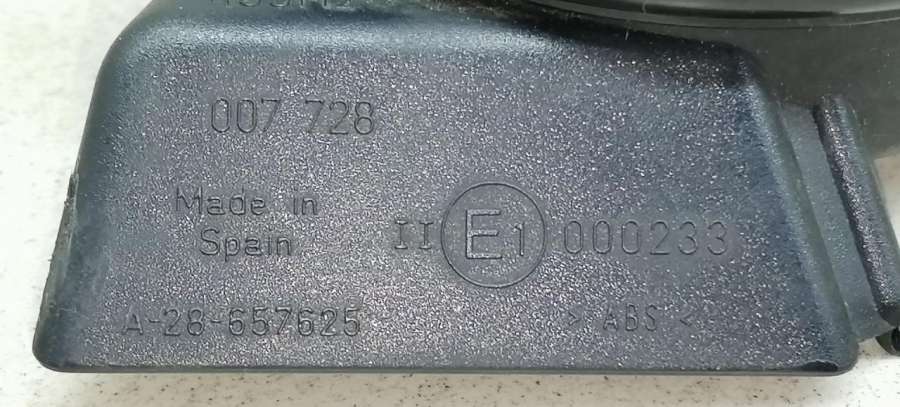 007 728
Made in
Spain
II E1 000233
A-28-657625
> ABS <